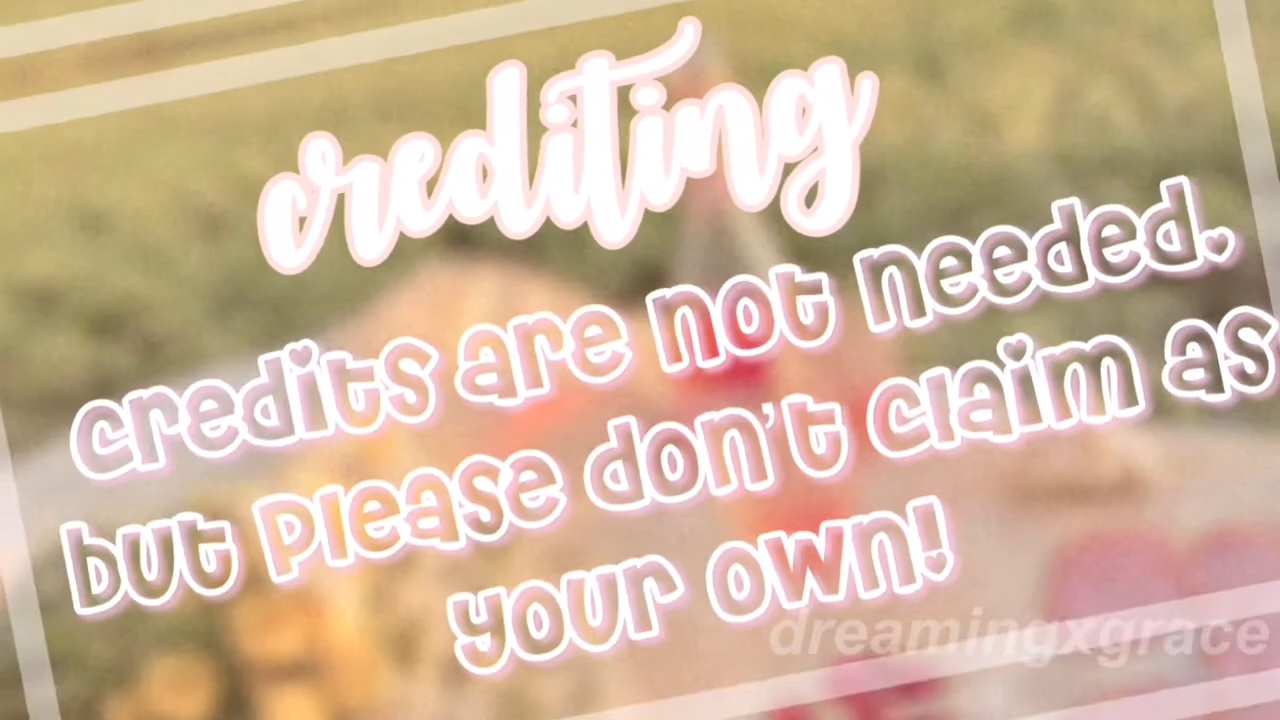 crediting
credits are not needed.
but please don't claim as
your own!
dreamingxgrace